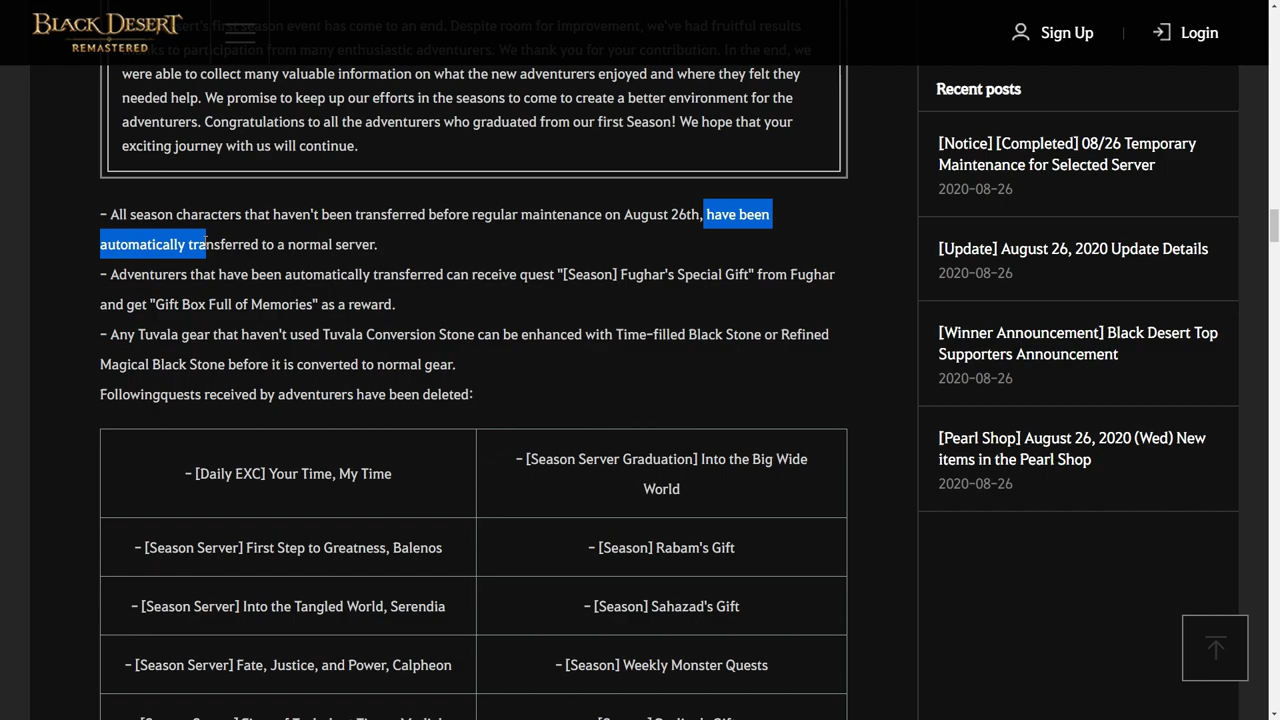 BLACK DESERT
REMASTERED
Sign Up
Login
ert's first season event has come to an end. Despite room for improvement, we've had fruitful results
to participation from many enthusiastic adventurers. We thank you for your contribution. In the end, we
were able to collect many valuable information on what the new adventurers enjoyed and where they felt they
needed help. We promise to keep up our efforts in the seasons to come to create a better environment for the
adventurers. Congratulations to all the adventurers who graduated from our first Season! We hope that your
exciting journey with us will continue.
- All season characters that haven't been transferred before regular maintenance on August 26th, have been
automatically transferred to a normal server.
- Adventurers that have been automatically transferred can receive quest "[Season] Fughar's Special Gift" from Fughar
and get "Gift Box Full of Memories" as a reward.
- Any Tuvala gear that haven't used Tuvala Conversion Stone can be enhanced with Time-filled Black Stone or Refined
Magical Black Stone before it is converted to normal gear.
Followingquests received by adventurers have been deleted:
- [Daily EXC] Your Time, My Time
- [Season Server Graduation] Into the Big Wide
World
- [Season Server] First Step to Greatness, Balenos
- [Season] Rabam's Gift
- [Season Server] Into the Tangled World, Serendia
- [Season] Sahazad's Gift
- [Season Server] Fate, Justice, and Power, Calpheon
- [Season] Weekly Monster Quests
Recent posts
[Notice] [Completed] 08/26 Temporary
Maintenance for Selected Server
2020-08-26
[Update] August 26, 2020 Update Details
2020-08-26
[Winner Announcement] Black Desert Top
Supporters Announcement
2020-08-26
[Pearl Shop] August 26, 2020 (Wed) New
items in the Pearl Shop
2020-08-26